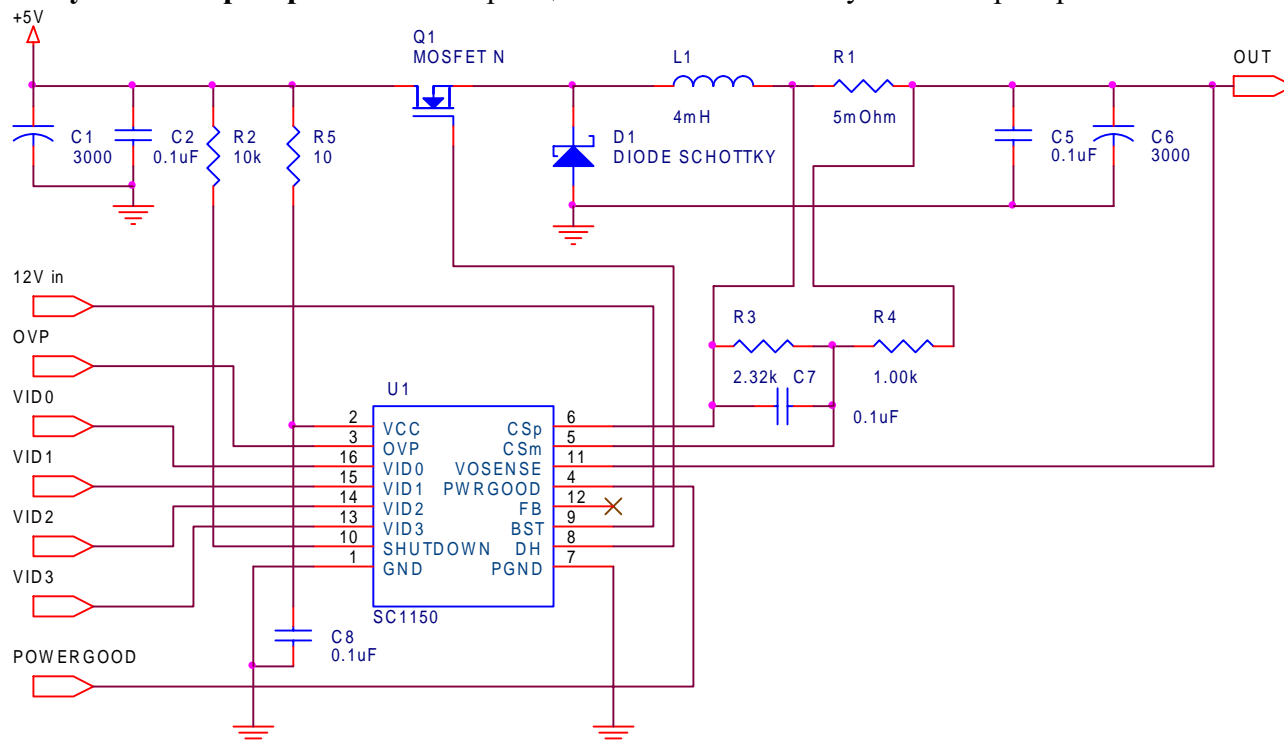 +5V
Q1
MOSFET N
L1
4mH
R1
5mOhm
OUT
C1
3000
C2
0.1uF
R2
10k
R5
10
D1
DIODE SCHOTTKY
C5
0.1uF
C6
3000
12V in
OVP
VID0
VID1
VID2
VID3
POWERGOOD
R3
2.32k
R4
1.00k
C7
0.1uF
U1
2 VCC
3 OVP
16 VID0
15 VID1
14 VID2
13 VID3
10 SHUTDOWN
1 GND
CSp 6
CSm 5
VOSENSE 11
PWRGOOD 4
FB 12
BST 9
DH 8
PGND 7
SC1150
C8
0.1uF